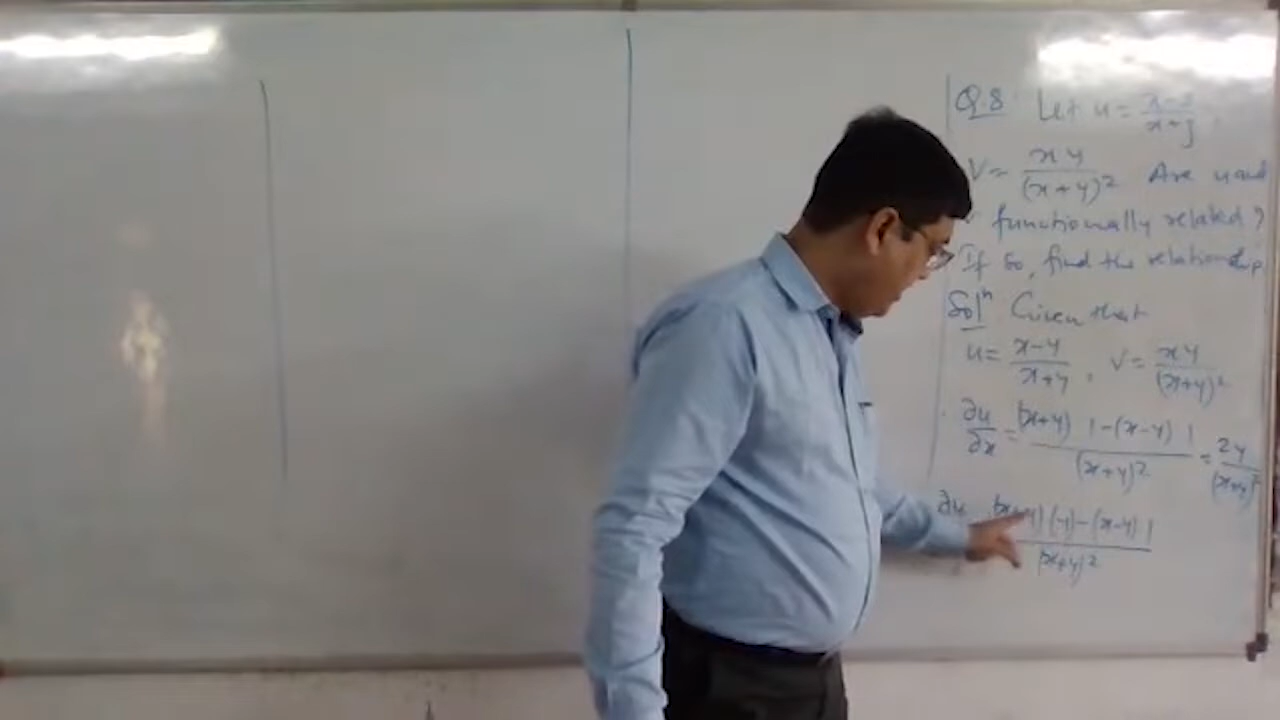 Q.8. Let u = x-y/x+y,
V = xy/(x+y)² Are u and
functionally related?
If so, find the relationship
Solⁿ Given that
u = x-y/x+y, v = xy/(x+y)²
∂u/∂x = (x+y) 1-(x-y) 1/(x+y)² = 2y/(x+y)²
∂u (x+y)(-1)-(x-y) 1/(x+y)²